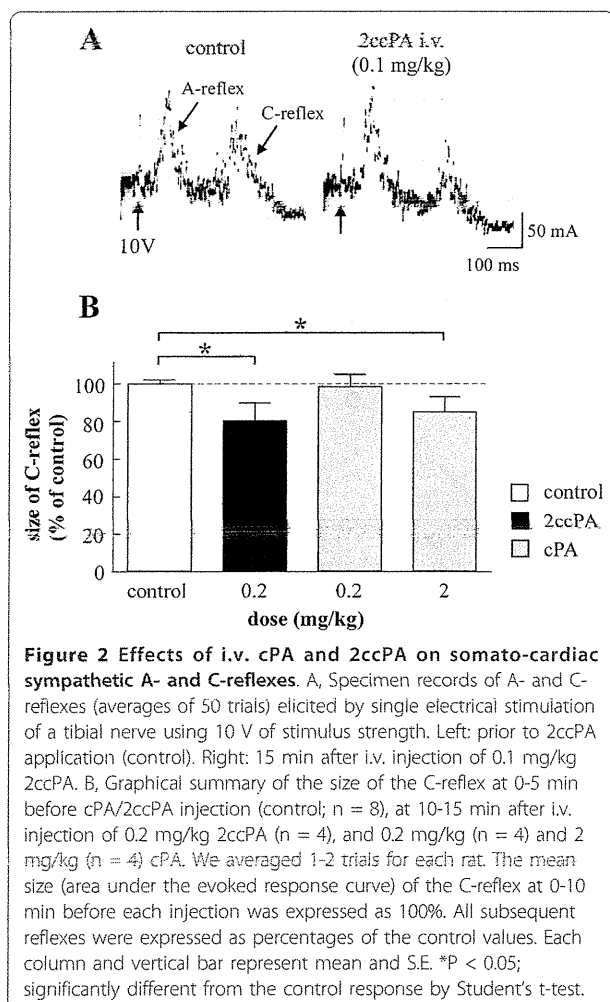 A
control
2ccPA i.v.
(0.1 mg/kg)
A-reflex
C-reflex
10V
50 mA
100 ms
B
*
*
size of C-reflex
(% of control)
100
80
60
40
20
0
control
0.2
0.2
2
dose (mg/kg)
control
2ccPA
cPA
Figure 2 Effects of i.v. cPA and 2ccPA on somato-cardiac
sympathetic A- and C-reflexes. A, Specimen records of A- and C-
reflexes (averages of 50 trials) elicited by single electrical stimulation
of a tibial nerve using 10 V of stimulus strength. Left: prior to 2ccPA
application (control). Right: 15 min after i.v. injection of 0.1 mg/kg
2ccPA. B, Graphical summary of the size of the C-reflex at 0-5 min
before cPA/2ccPA injection (control; n = 8), at 10-15 min after i.v.
injection of 0.2 mg/kg 2ccPA (n = 4), and 0.2 mg/kg (n = 4) and 2
mg/kg (n = 4) cPA. We averaged 1-2 trials for each rat. The mean
size (area under the evoked response curve) of the C-reflex at 0-10
min before each injection was expressed as 100%. All subsequent
reflexes were expressed as percentages of the control values. Each
column and vertical bar represent mean and S.E. *P < 0.05;
significantly different from the control response by Student's t-test.